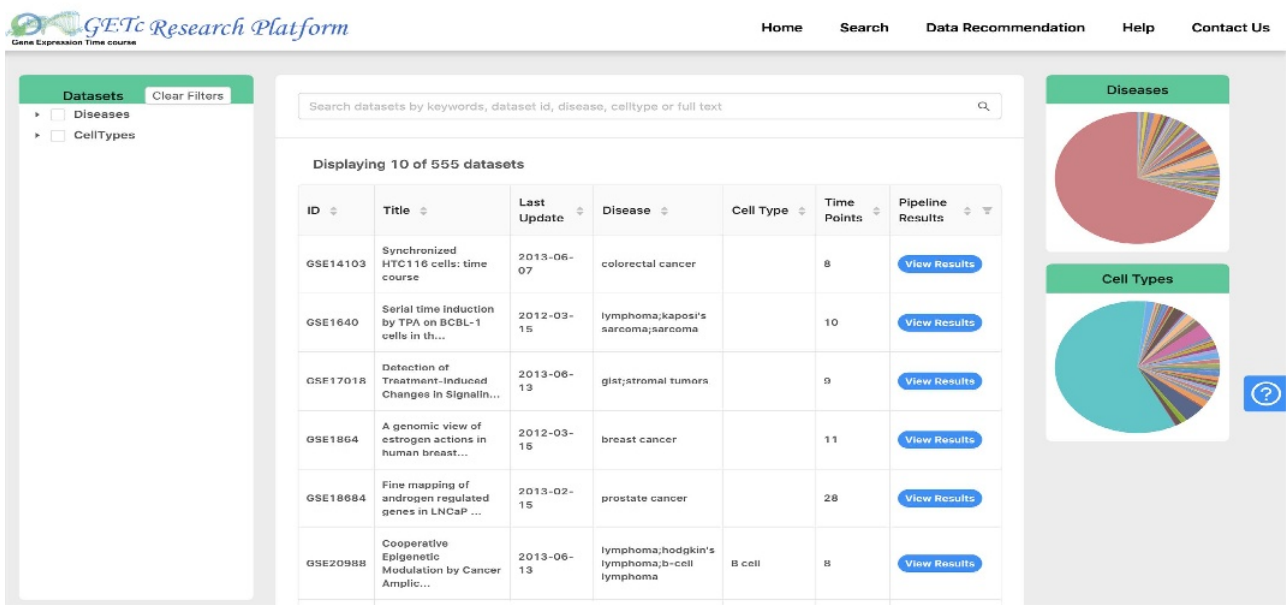 GETc Research Platform
Gene Expression Time course
Home Search Data Recommendation Help Contact Us
Datasets Clear Filters
Diseases
CellTypes
Search datasets by keywords, dataset id, disease, celltype or full text
Displaying 10 of 555 datasets
ID Title Last Update Disease Cell Type Time Points Pipeline Results
GSE14103
Synchronized
HTC116 cells: time
course
2013-06-
07
colorectal cancer
8
View Results
GSE1640
Serial time induction
by TPA on BCBL-1
cells in th...
2012-03-
15
lymphoma;kaposi's
sarcoma;sarcoma
10
View Results
GSE17018
Detection of
Treatment-Induced
Changes in Signalin...
2013-06-
13
gist;stromal tumors
9
View Results
GSE1864
A genomic view of
estrogen actions in
human breast...
2012-03-
15
breast cancer
11
View Results
GSE18684
Fine mapping of
androgen regulated
genes in LNCaP ...
2013-02-
15
prostate cancer
28
View Results
GSE20988
Cooperative
Epigenetic
Modulation by Cancer
Amplic...
2013-06-
13
lymphoma;hodgkin's
lymphoma;b-cell
lymphoma
B cell
8
View Results
Diseases
Cell Types
?